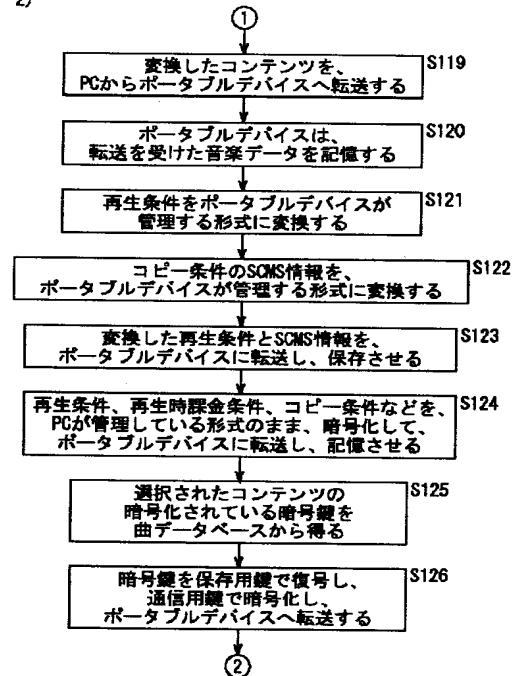 2)
①
変換したコンテンツを、 S119
PCからポータブルデバイスへ転送する
ポータブルデバイスは、 S120
転送を受けた音楽データを記憶する
再生条件をポータブルデバイスが S121
管理する形式に変換する
コピー条件のSCMS情報を、 S122
ポータブルデバイスが管理する形式に変換する
変換した再生条件とSCMS情報を、 S123
ポータブルデバイスに転送し、保存させる
再生条件、再生時課金条件、コピー条件などを、 S124
PCが管理している形式のまま、暗号化して、
ポータブルデバイスに転送し、記憶させる
選択されたコンテンツの S125
暗号化されている暗号鍵を
曲データベースから得る
暗号鍵を保存用鍵で復号し、 S126
通信用鍵で暗号化し、
ポータブルデバイスへ転送する
②